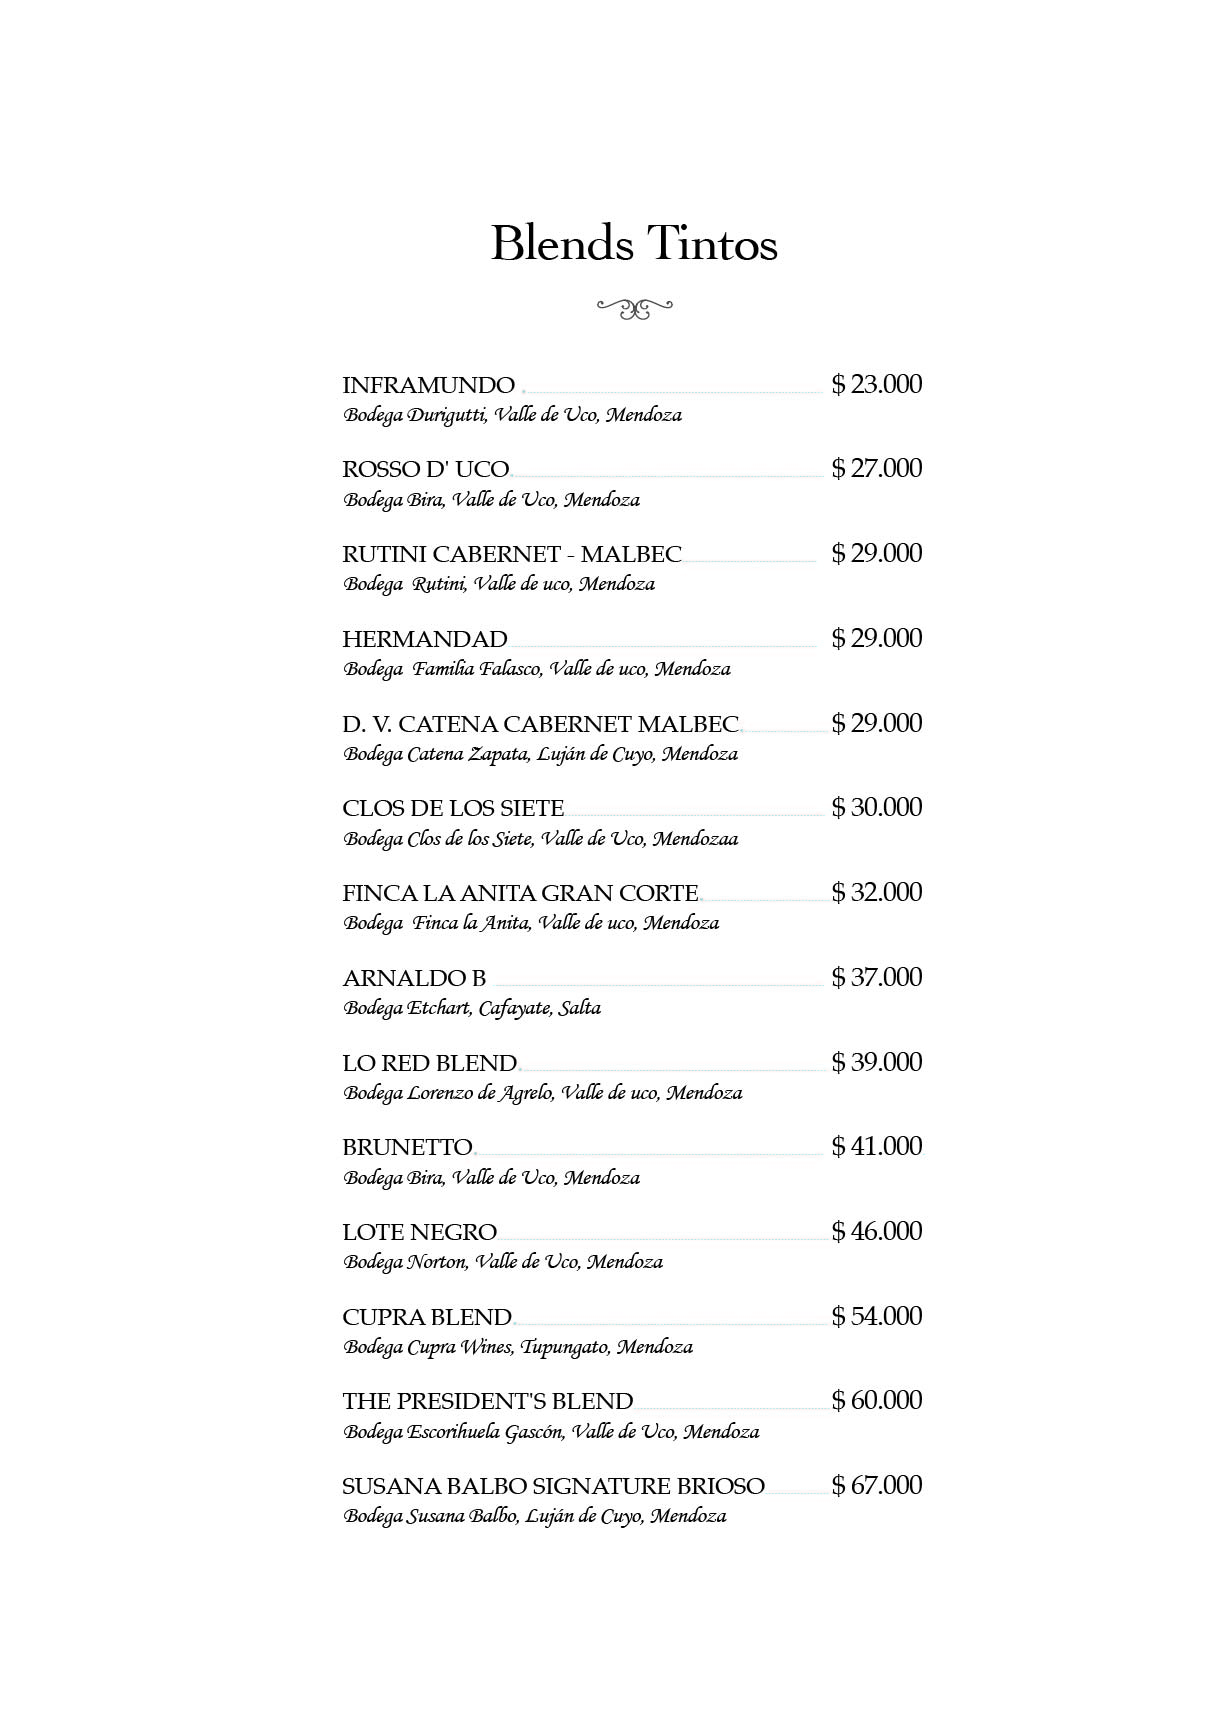 Blends Tintos
INFRAMUNDO $ 23.000
Bodega Durigutti, Valle de Uco, Mendoza
ROSSO D' UCO $ 27.000
Bodega Bira, Valle de Uco, Mendoza
RUTINI CABERNET - MALBEC $ 29.000
Bodega Rutini, Valle de uco, Mendoza
HERMANDAD $ 29.000
Bodega Familia Falasco, Valle de uco, Mendoza
D. V. CATENA CABERNET MALBEC $ 29.000
Bodega Catena Zapata, Luján de Cuyo, Mendoza
CLOS DE LOS SIETE $ 30.000
Bodega Clos de los Siete, Valle de Uco, Mendozaa
FINCA LA ANITA GRAN CORTE $ 32.000
Bodega Finca la Anita, Valle de uco, Mendoza
ARNALDO B $ 37.000
Bodega Etchart, Cafayate, Salta
LO RED BLEND $ 39.000
Bodega Lorenzo de Agrelo, Valle de uco, Mendoza
BRUNETTO $ 41.000
Bodega Bira, Valle de Uco, Mendoza
LOTE NEGRO $ 46.000
Bodega Norton, Valle de Uco, Mendoza
CUPRA BLEND $ 54.000
Bodega Cupra Wines, Tupungato, Mendoza
THE PRESIDENT'S BLEND $ 60.000
Bodega Escorihuela Gascón, Valle de Uco, Mendoza
SUSANA BALBO SIGNATURE BRIOSO $ 67.000
Bodega Susana Balbo, Luján de Cuyo, Mendoza